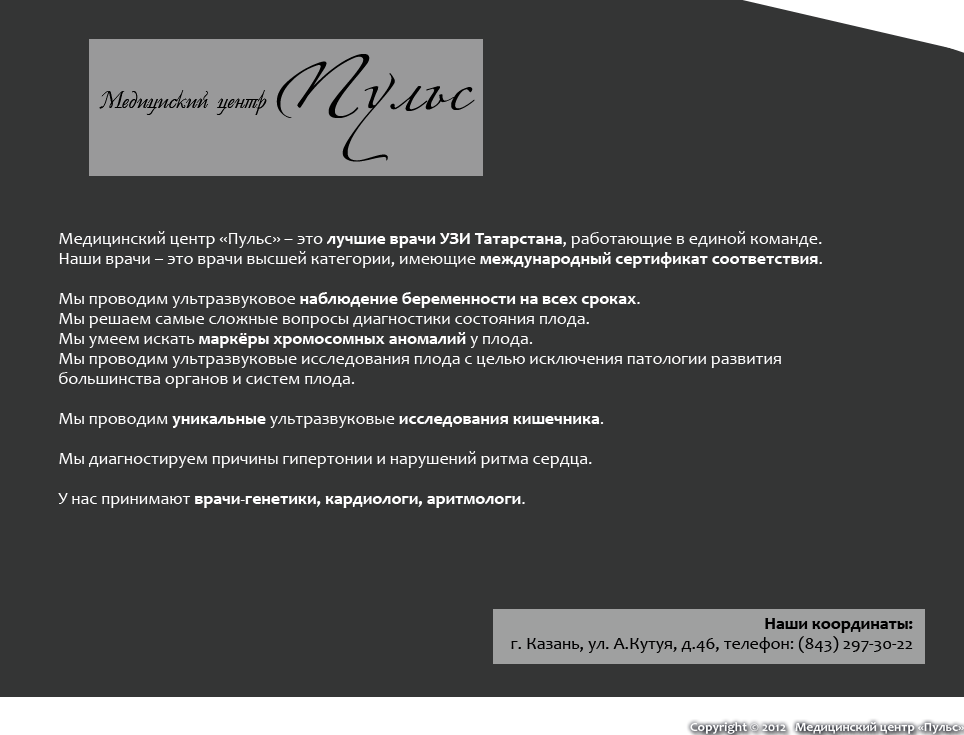 Медициский центр Пульс
Медицинский центр «Пульс» – это лучшие врачи УЗИ Татарстана, работающие в единой команде.
Наши врачи – это врачи высшей категории, имеющие международный сертификат соответствия.
Мы проводим ультразвуковое наблюдение беременности на всех сроках.
Мы решаем самые сложные вопросы диагностики состояния плода.
Мы умеем искать маркёры хромосомных аномалий у плода.
Мы проводим ультразвуковые исследования плода с целью исключения патологии развития
большинства органов и систем плода.
Мы проводим уникальные ультразвуковые исследования кишечника.
Мы диагностируем причины гипертонии и нарушений ритма сердца.
У нас принимают врачи-генетики, кардиологи, аритмологи.
Наши координаты:
г. Казань, ул. А.Кутуя, д.46, телефон: (843) 297-30-22
Copyright © 2012 Медицинский центр «Пульс»